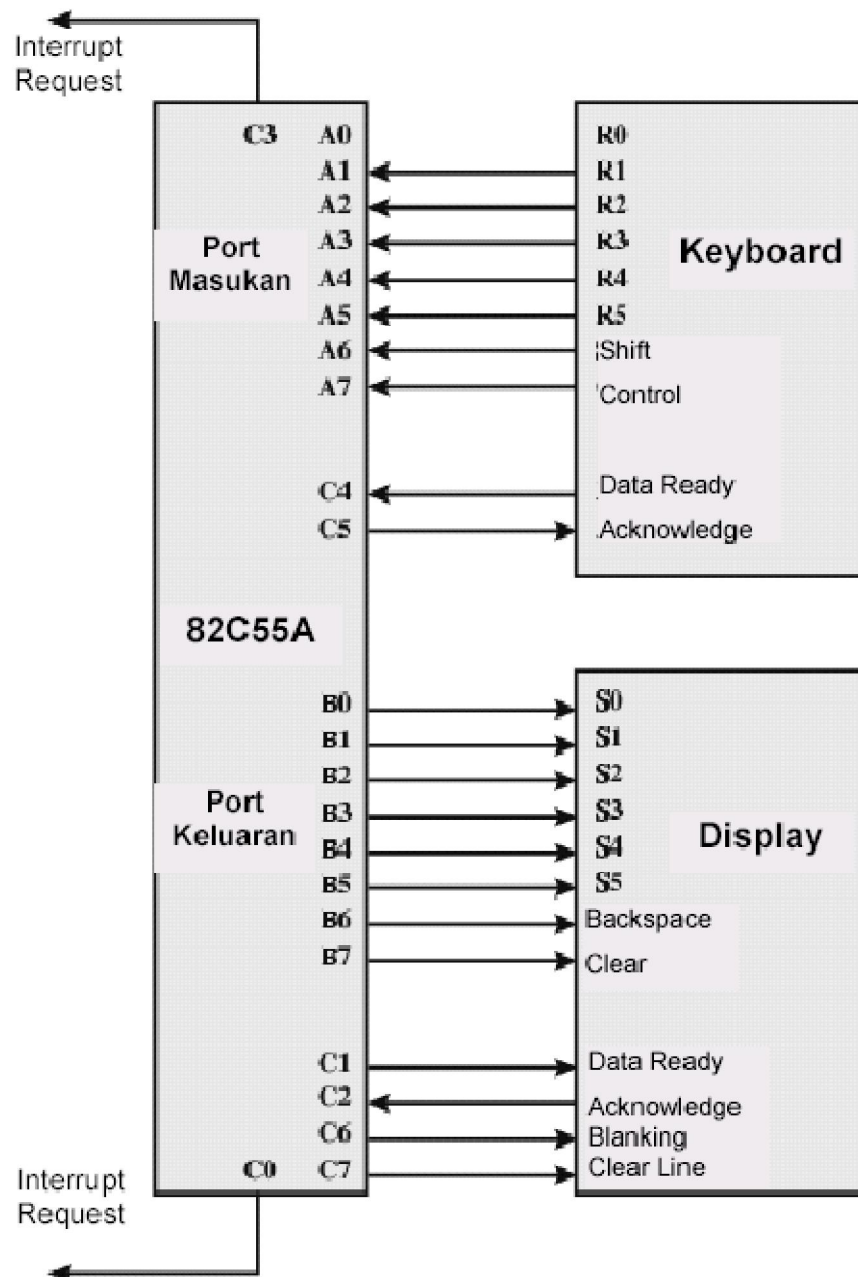 Interrupt
Request
C3 A0 R0
A1 R1
A2 R2
Port
Masukan
A3 R3
Keyboard
A4 R4
A5 R5
A6 Shift
A7 Control
C4 Data Ready
C5 Acknowledge
82C55A
B0 S0
B1 S1
B2 S2
Port
Keluaran
B3 S3
Display
B4 S4
B5 S5
B6 Backspace
B7 Clear
C1 Data Ready
C2 Acknowledge
C6 Blanking
C0 C7 Clear Line
Interrupt
Request